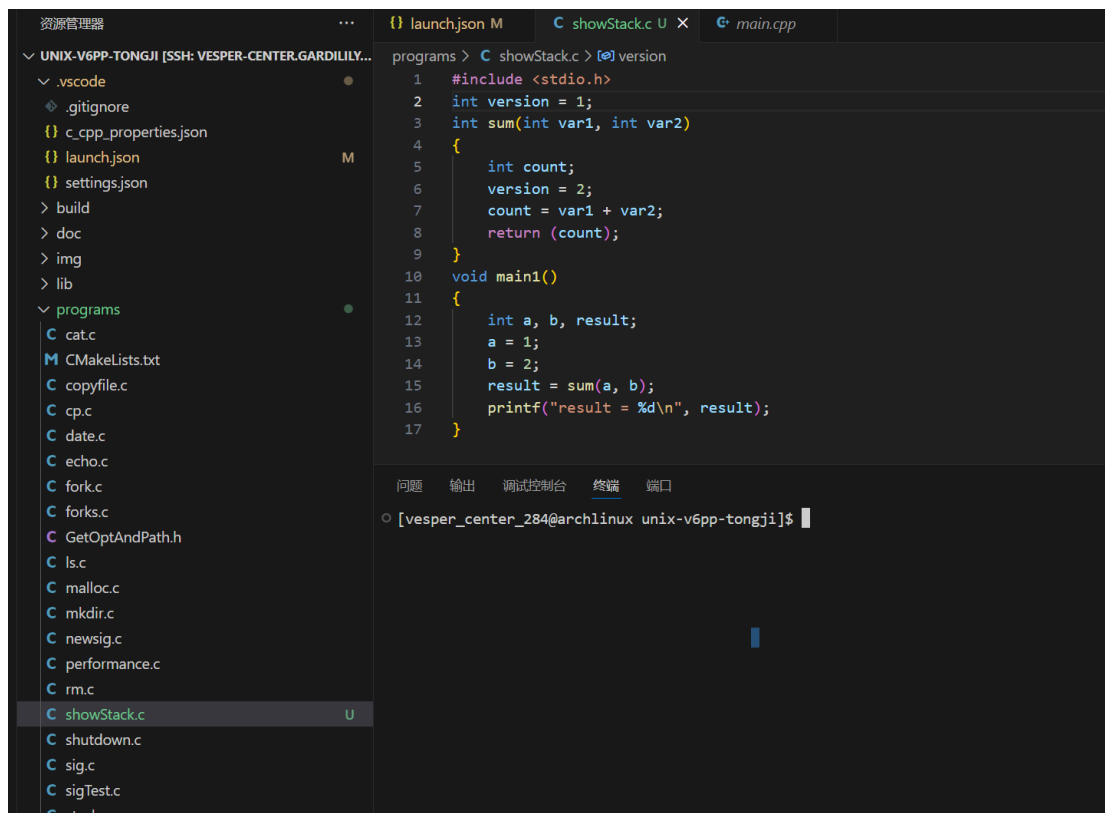 资源管理器 ···
UNIX-V6PP-TONGJI [SSH: VESPER-CENTER.GARDILILY...
.vscode
.gitignore
{} c_cpp_properties.json
{} launch.json M
{} settings.json
build
doc
img
lib
programs
C cat.c
M CMakeLists.txt
C copyfile.c
C cp.c
C date.c
C echo.c
C fork.c
C forks.c
C GetOptAndPath.h
C ls.c
C malloc.c
C mkdir.c
C newsig.c
C performance.c
C rm.c
C showStack.c U
C shutdown.c
C sig.c
C sigTest.c
{} launch.json M C showStack.c U × G+ main.cpp
programs > C showStack.c > version
1 #include <stdio.h>
2 int version = 1;
3 int sum(int var1, int var2)
4 {
5 int count;
6 version = 2;
7 count = var1 + var2;
8 return (count);
9 }
10 void main1()
11 {
12 int a, b, result;
13 a = 1;
14 b = 2;
15 result = sum(a, b);
16 printf("result = %d\n", result);
17 }
问题 输出 调试控制台 终端 端口
[vesper_center_284@archlinux unix-v6pp-tongji]$